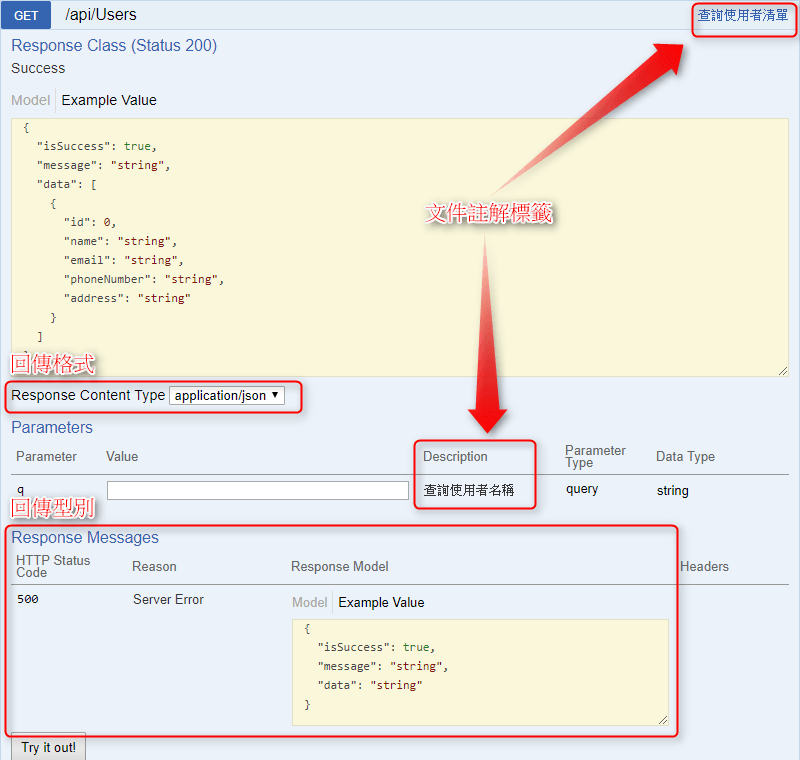 GET /api/Users 查詢使用者清單
Response Class (Status 200)
Success
Model Example Value
{
"isSuccess": true,
"message": "string",
"data": [
{
"id": 0,
"name": "string",
"email": "string",
"phoneNumber": "string",
"address": "string"
}
]
文件註解標籤
回傳格式
Response Content Type application/json
Parameters
Parameter Value Description Parameter Type Data Type
q 查詢使用者名稱 query string
回傳型別
Response Messages
HTTP Status Code Reason Response Model Headers
500 Server Error
Model Example Value
{
"isSuccess": true,
"message": "string",
"data": "string"
}
Try it out!